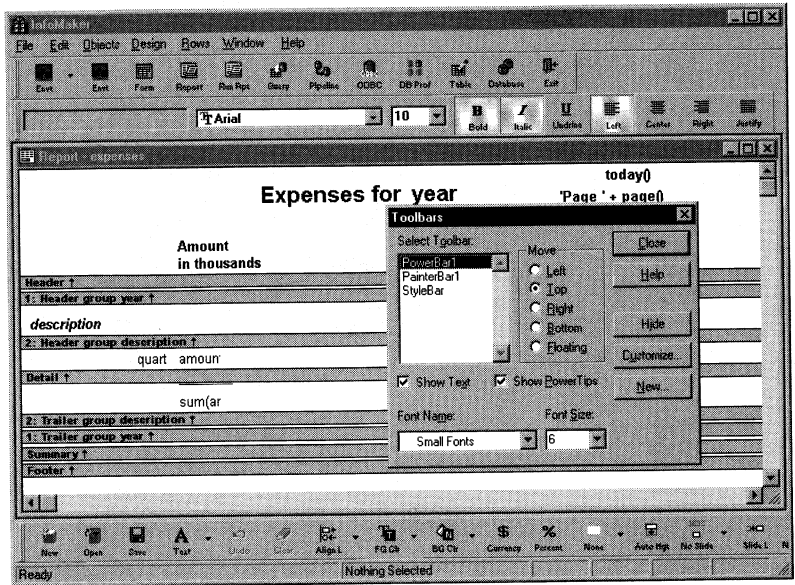 InfoMaker
File Edit Objects Design Rows Window Help
Envt Envt Form Report Run Rpt Query Pipeline ODBC DB Prof Table Database Exit
Arial 10 B Bold I Italic U Undrline Left Center Right Justify
Report - expenses
today()
Expenses for year
'Page ' + page()
Amount
in thousands
Header ↑
1: Header group year ↑
description
2: Header group description ↑
quart amoun
Detail ↑
sum(ar
2: Trailer group description ↑
1: Trailer group year ↑
Summary ↑
Footer ↑
Toolbars
Select Toolbar:
PowerBar1
PainterBar1
StyleBar
Move
Left
Top
Right
Bottom
Floating
Close
Help
Hide
Customize...
New...
Show Text Show PowerTips
Font Name: Font Size:
Small Fonts 6
New Open Save Text Undo Clear Align L FG Clr BG Clr Currency Percent None Auto Hgt No Slide Slide L N
Ready Nothing Selected